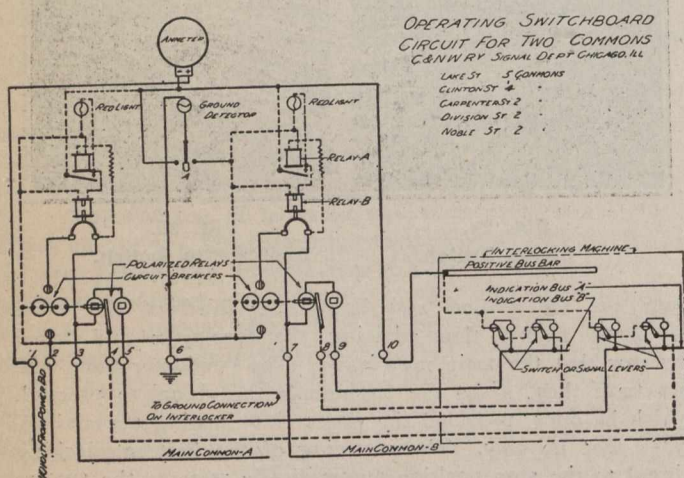 OPERATING SWITCHBOARD
CIRCUIT FOR TWO COMMONS
C&NW RY SIGNAL DEPT CHICAGO. ILL
LAKE ST 5 COMMONS
CLINTON ST 4 "
CARPENTER ST 2 "
DIVISION ST 2 "
NOBLE ST 2 "
AMMETER
RED LIGHT
GROUND
DETECTOR
RED LIGHT
A
RELAY-A
RELAY-B
POLARIZED RELAYS
CIRCUIT BREAKERS
INTERLOCKING MACHINE
POSITIVE BUS BAR
INDICATION BUS "A"
INDICATION BUS "B"
1 2 3 4 5 6 7 8 9 10
SWITCH OR SIGNAL LEVERS
TO GROUND CONNECTION
ON INTERLOCKER
VOLT FROM POWER BD
MAIN COMMON-A
MAIN COMMON-B